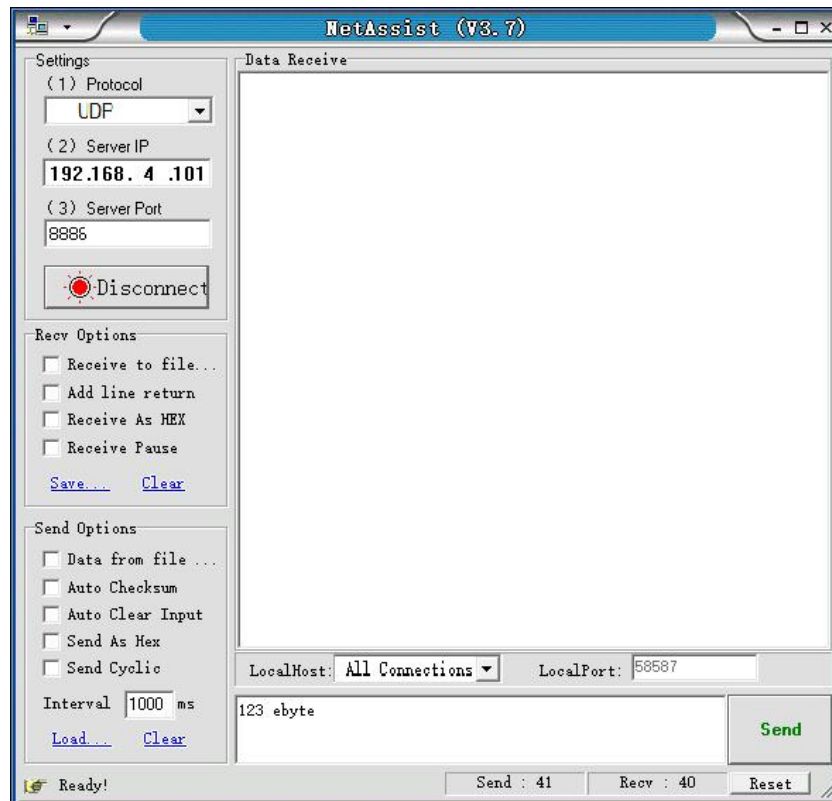 NetAssist (V3.7)
Settings
(1) Protocol
UDP
(2) Server IP
192.168. 4 .101
(3) Server Port
8886
Disconnect
Recv Options
Receive to file...
Add line return
Receive As HEX
Receive Pause
Save... Clear
Send Options
Data from file ...
Auto Checksum
Auto Clear Input
Send As Hex
Send Cyclic
Interval 1000 ms
Load... Clear
Data Receive
LocalHost: All Connections LocalPort: 58587
123 ebyte
Send
Ready! Send : 41 Recv : 40 Reset